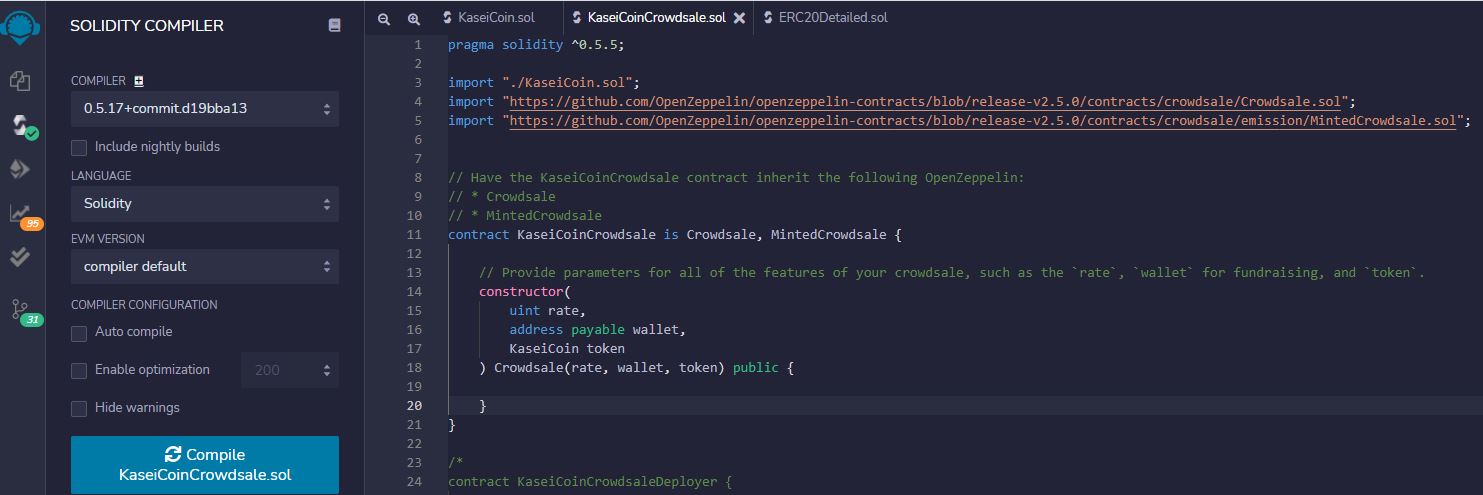 SOLIDITY COMPILER
COMPILER
0.5.17+commit.d19bba13
Include nightly builds
LANGUAGE
Solidity
EVM VERSION
compiler default
COMPILER CONFIGURATION
Auto compile
Enable optimization
200
Hide warnings
Compile
KaseiCoinCrowdsale.sol
95
31
KaseiCoin.sol
KaseiCoinCrowdsale.sol
ERC20Detailed.sol
1 pragma solidity ^0.5.5;
2
3 import "./KaseiCoin.sol";
4 import "https://github.com/OpenZeppelin/openzeppelin-contracts/blob/release-v2.5.0/contracts/crowdsale/Crowdsale.sol";
5 import "https://github.com/OpenZeppelin/openzeppelin-contracts/blob/release-v2.5.0/contracts/crowdsale/emission/MintedCrowdsale.sol";
6
7
8 // Have the KaseiCoinCrowdsale contract inherit the following OpenZeppelin:
9 // * Crowdsale
10 // * MintedCrowdsale
11 contract KaseiCoinCrowdsale is Crowdsale, MintedCrowdsale {
12
13 // Provide parameters for all of the features of your crowdsale, such as the `rate`, `wallet` for fundraising, and `token`.
14 constructor(
15 uint rate,
16 address payable wallet,
17 KaseiCoin token
18 ) Crowdsale(rate, wallet, token) public {
19
20 }
21 }
22
23 /*
24 contract KaseiCoinCrowdsaleDeployer {